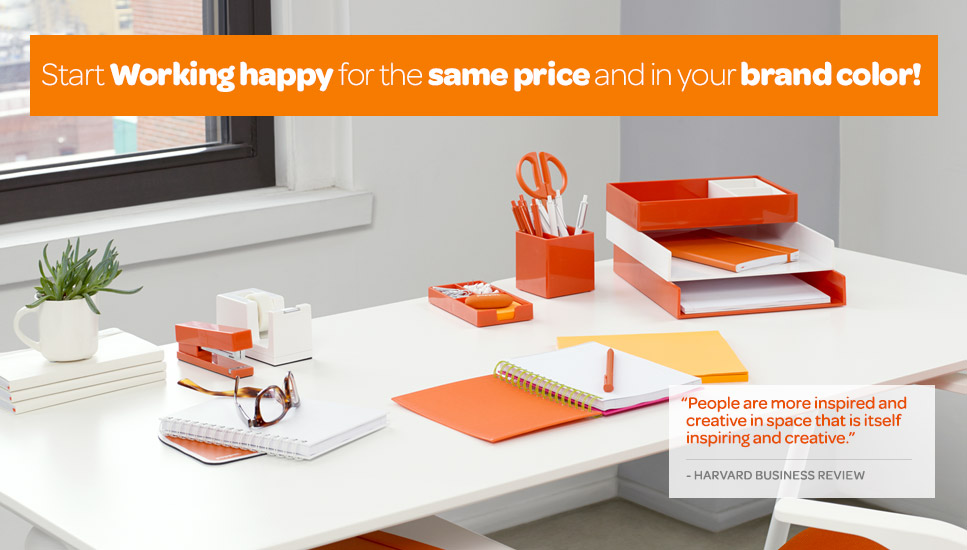 Start Working happy for the same price and in your brand color!
“People are more inspired and
creative in space that is itself
inspiring and creative.”
- HARVARD BUSINESS REVIEW